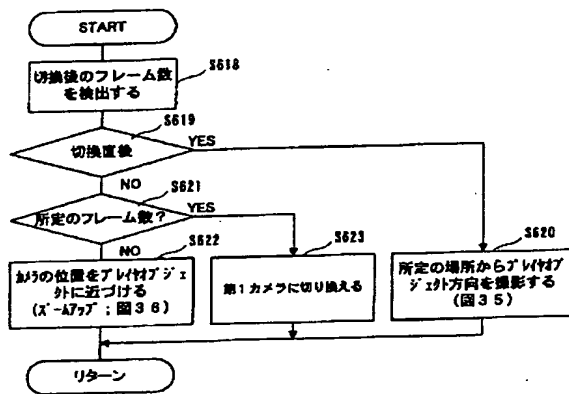 START
切換後のフレーム数
を検出する
S618
切換直後
S619
YES
NO
所定のフレーム数?
S621
YES
NO
カメラの位置をプレイヤオブジェ
クトに近づける
(ズームアップ;図36)
S622
第1カメラに切り換える
S623
所定の場所からプレイヤオブ
ジェクト方向を撮影する
(図35)
S620
リターン